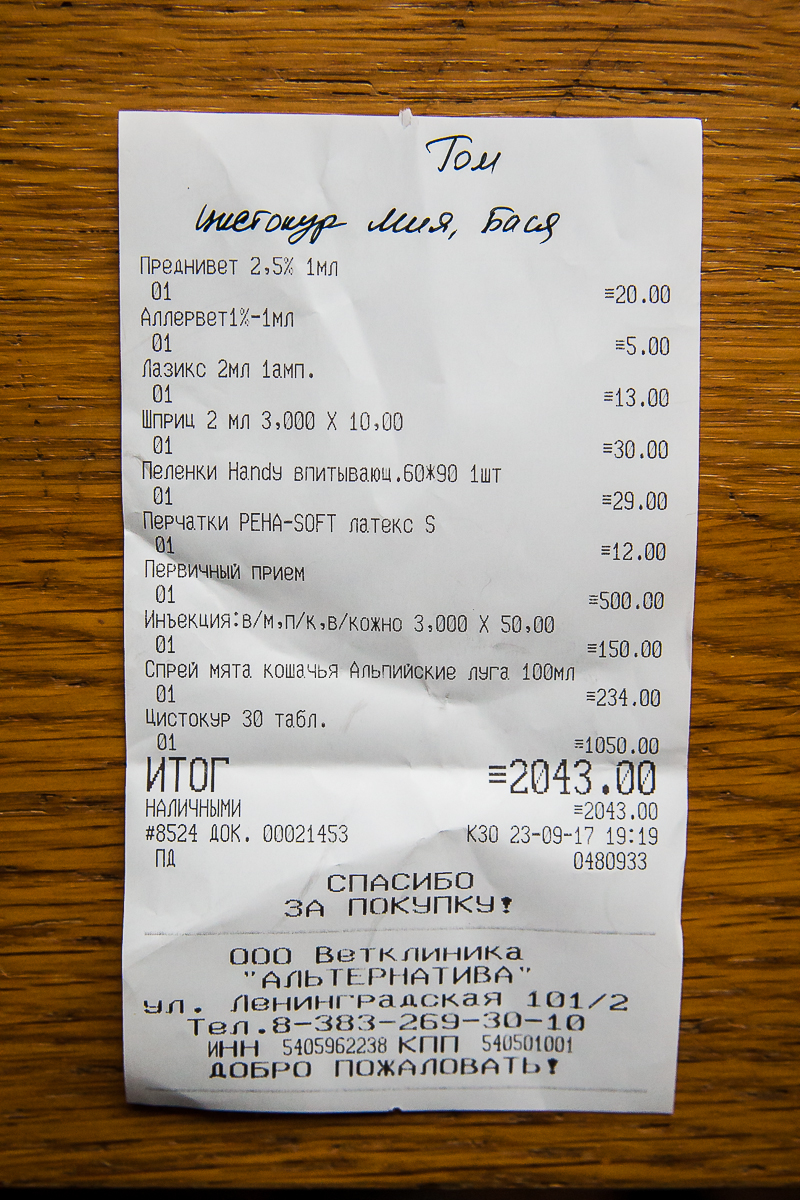 Том
Цистокур Мия, Бася
Преднивет 2,5% 1мл
01 ≡20.00
Аллервет1%-1мл
01 ≡5.00
Лазикс 2мл 1амп.
01 ≡13.00
Шприц 2 мл 3,000 X 10,00
01 ≡30.00
Пеленки Handy впитывающ.60*90 1шт
01 ≡29.00
Перчатки PEHA-SOFT латекс S
01 ≡12.00
Первичный прием
01 ≡500.00
Инъекция:в/м,п/к,в/кожно 3,000 X 50,00
01 ≡150.00
Спрей мята кошачья Альпийские луга 100мл
01 ≡234.00
Цистокур 30 табл.
01 ≡1050.00
ИТОГ ≡2043.00
НАЛИЧНЫМИ ≡2043.00
#8524 ДОК. 00021453 К30 23-09-17 19:19
ПД 0480933
СПАСИБО
ЗА ПОКУПКУ!
ООО Ветклиника
"АЛЬТЕРНАТИВА"
ул. Ленинградская 101/2
Тел.8-383-269-30-10
ИНН 5405962238 КПП 540501001
ДОБРО ПОЖАЛОВАТЬ!